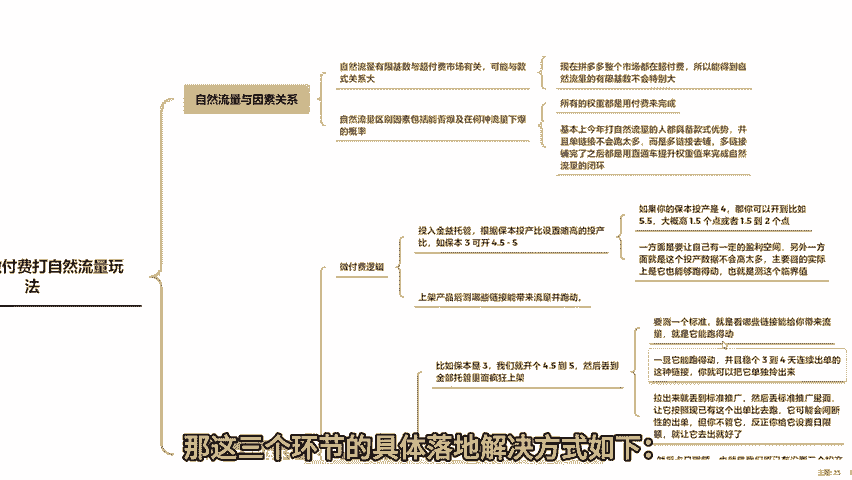 微付费打自然流量玩
法
自然流量与因素关系
自然流量有限基数与超付费市场有关，可能与款
式关系大
现在拼多多整个市场都在超付费，所以能得到自
然流量的有限基数不会特别大
自然流量区别因素包括能否爆及在何种流量下爆
的概率
所有的权重都是用付费来完成
基本上今年打自然流量的人都具备款式优势，并
且单链接不会跑太多，而是多链接去铺，多链接
铺完了之后都是用直通车提升权重值来完成自然
流量的闭环
微付费逻辑
投入全益托管，根据保本投产比设置略高的投产
比，如保本 3 可开 4.5 - 5
如果你的保本投产是 4，那你可以开到比如
5.5，大概高 1.5 个点或者 1.5 到 2 个点
一方面是要让自己有一定的盈利空间，另外一方
面就是这个投产数据不会高太多，主要的实际
上是它也能够跑得动，也就是测这个临界值
上架产品后测哪些链接能带来流量并跑动，
比如保本是 3，我们就开个 4.5 到 5，然后丢到
全部托管里面疯狂上架
要测一个标准，就是看哪些链接能给你带来流
量，就是它能跑得动
一旦它能跑得动，并且稳个 3 到 4 天连续出单的
这种链接，你就可以把它单独拎出来
拉出来就丢到标准推广，然后丢标准推广里面，
让它按照现已有这个出单比去跑，它可能会间断
性的出单，但你不管它，反正你给它设置日限
额，就让它去出就好了
那这三个环节的具体落地解决方式如下：
主题: 25